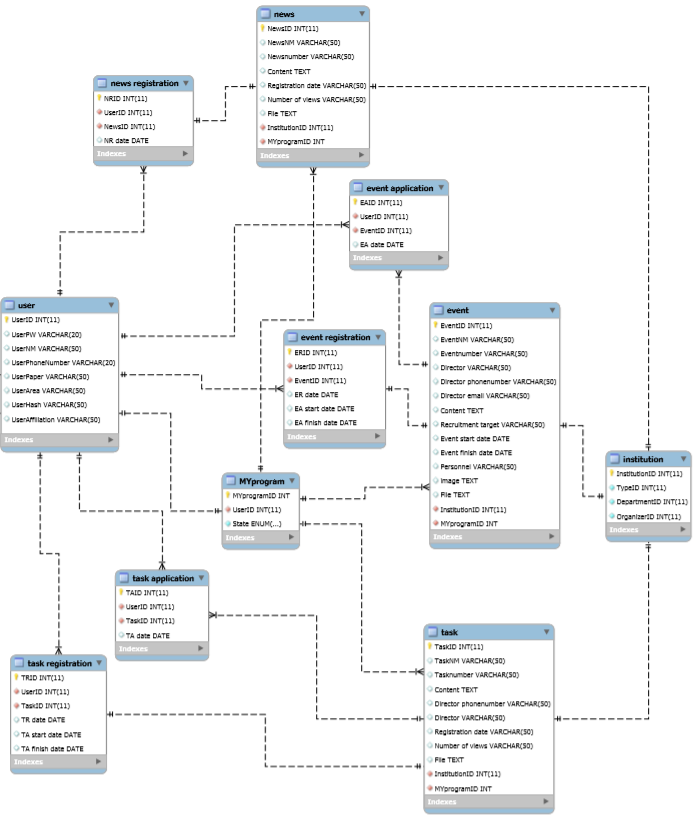 news
NewsID INT(11)
NewsNM VARCHAR(50)
Newsnumber VARCHAR(50)
Content TEXT
Registration date VARCHAR(50)
Number of views VARCHAR(50)
File TEXT
InstitutionID INT(11)
MYprogramID INT
Indexes
news registration
NRID INT(11)
UserID INT(11)
NewsID INT(11)
NR date DATE
Indexes
event application
EAID INT(11)
UserID INT(11)
EventID INT(11)
EA date DATE
Indexes
user
UserID INT(11)
UserPW VARCHAR(20)
UserNM VARCHAR(50)
UserPhoneNumber VARCHAR(20)
UserPaper VARCHAR(50)
UserArea VARCHAR(50)
UserHash VARCHAR(50)
UserAffiliation VARCHAR(50)
Indexes
event registration
ERID INT(11)
UserID INT(11)
EventID INT(11)
ER date DATE
EA start date DATE
EA finish date DATE
Indexes
event
EventID INT(11)
EventNM VARCHAR(50)
Eventnumber VARCHAR(50)
Director VARCHAR(50)
Director phonenumber VARCHAR(50)
Director email VARCHAR(50)
Content TEXT
Recruitment target VARCHAR(50)
Event start date DATE
Event finish date DATE
Personnel VARCHAR(50)
Image TEXT
File TEXT
InstitutionID INT(11)
MYprogramID INT
Indexes
institution
InstitutionID INT(11)
TypeID INT(11)
DepartmentID INT(11)
OrganizerID INT(11)
Indexes
MYprogram
MYprogramID INT
UserID INT(11)
State ENUM(...)
Indexes
task application
TAID INT(11)
UserID INT(11)
TaskID INT(11)
TA date DATE
Indexes
task registration
TRID INT(11)
UserID INT(11)
TaskID INT(11)
TR date DATE
TA start date DATE
TA finish date DATE
Indexes
task
TaskID INT(11)
TaskNM VARCHAR(50)
Tasknumber VARCHAR(50)
Content TEXT
Director phonenumber VARCHAR(50)
Director VARCHAR(50)
Registration date VARCHAR(50)
Number of views VARCHAR(50)
File TEXT
InstitutionID INT(11)
MYprogramID INT
Indexes